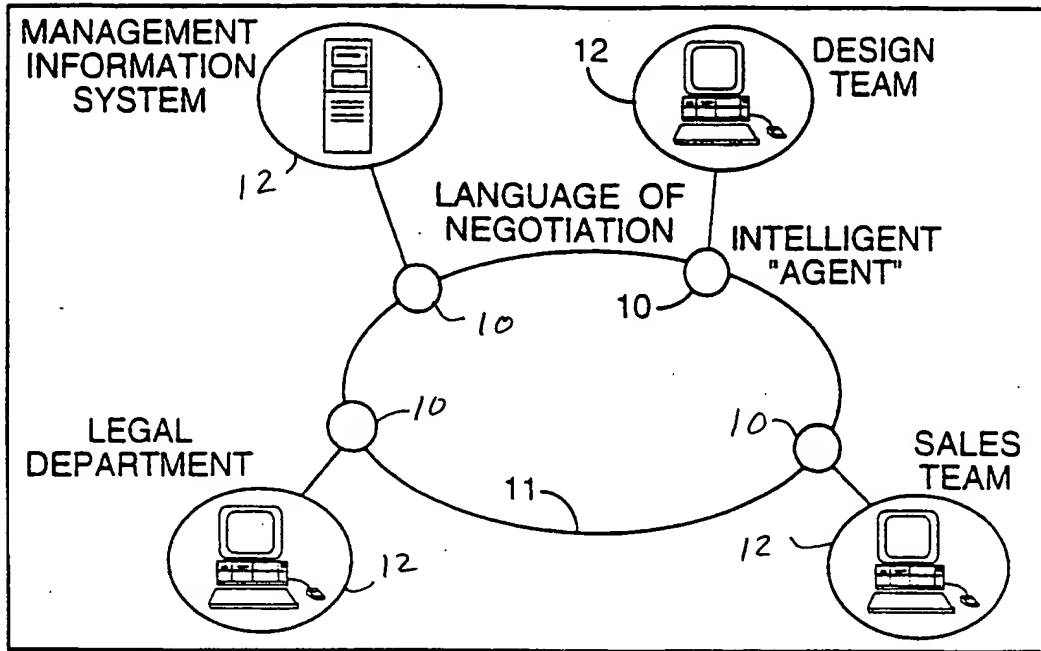 MANAGEMENT
INFORMATION
SYSTEM
12
12
DESIGN
TEAM
LANGUAGE OF
NEGOTIATION
INTELLIGENT
"AGENT"
10
10
10
10
LEGAL
DEPARTMENT
12
11
SALES
TEAM
12